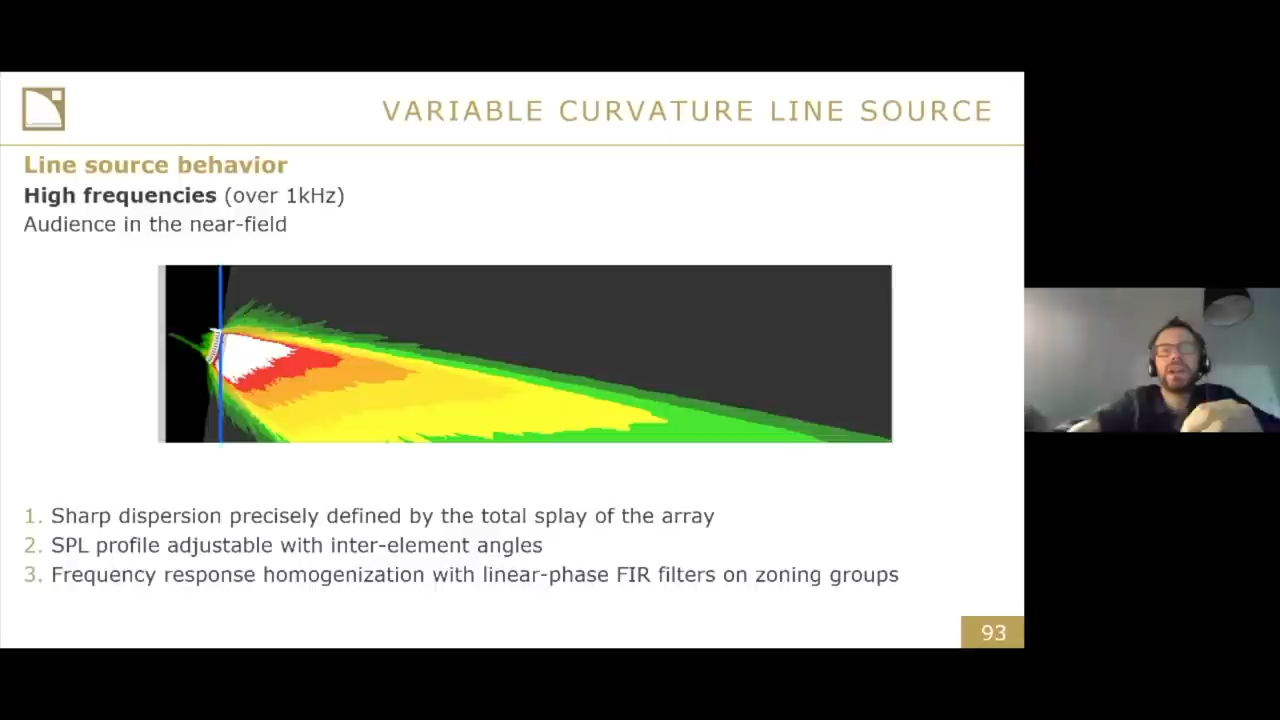 VARIABLE CURVATURE LINE SOURCE
Line source behavior
High frequencies (over 1kHz)
Audience in the near-field
1. Sharp dispersion precisely defined by the total splay of the array
2. SPL profile adjustable with inter-element angles
3. Frequency response homogenization with linear-phase FIR filters on zoning groups
93